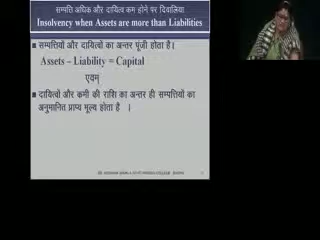 सम्पत्ति अधिक और दायित्व कम होने पर दिवालिया
Insolvency when Assets are more than Liabilities
सम्पत्तियों और दायित्वों का अन्तर पूंजी होता है।
Assets – Liability = Capital
एवम्
दायित्वों और कमी की राशि का अन्तर ही सम्पत्तियों का
अनुमानित प्राप्य मूल्य होता है ।